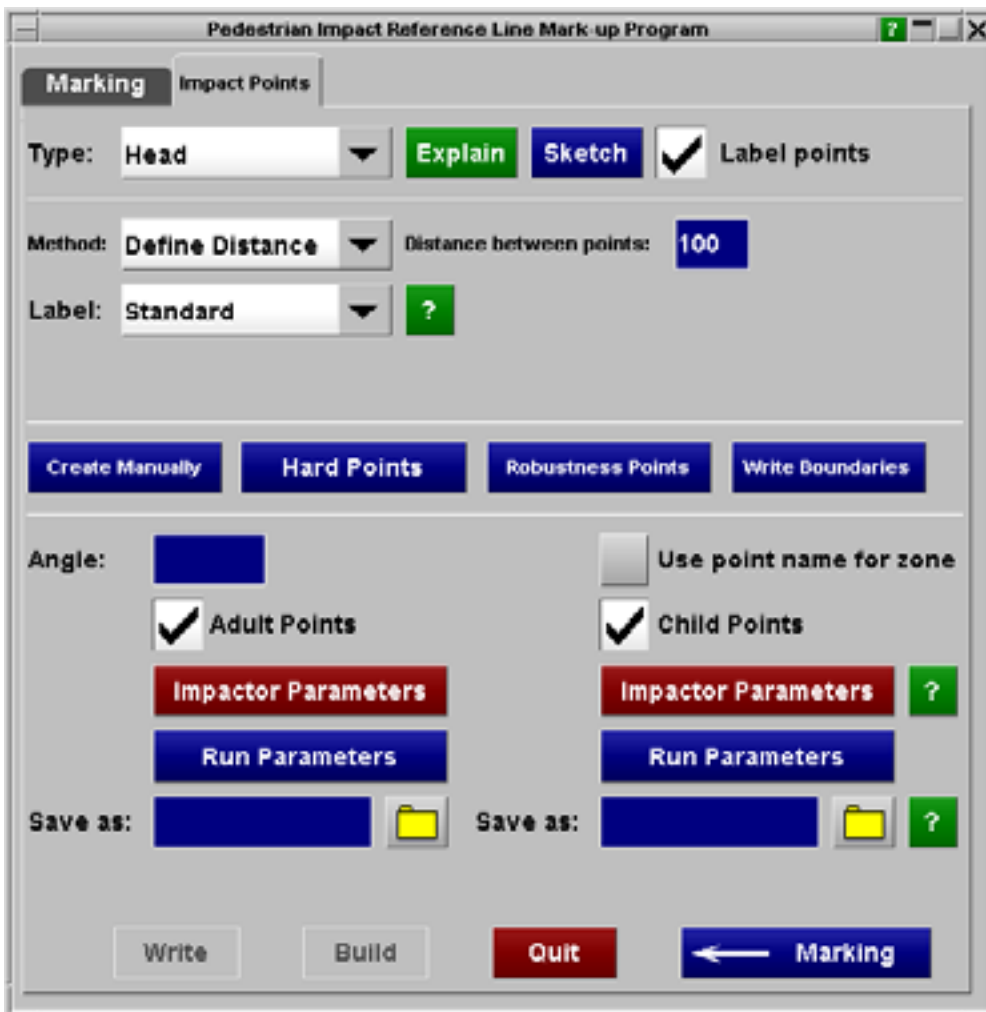 Pedestrian Impact Reference Line Mark-up Program ?
Marking Impact Points
Type: Head Explain Sketch Label points
Method: Define Distance Distance between points: 100
Label: Standard ?
Create Manually Hard Points Robustness Points Write Boundaries
Angle: Use point name for zone
Adult Points Child Points
Impactor Parameters Impactor Parameters ?
Run Parameters Run Parameters
Save as: Save as: ?
Write Build Quit Marking